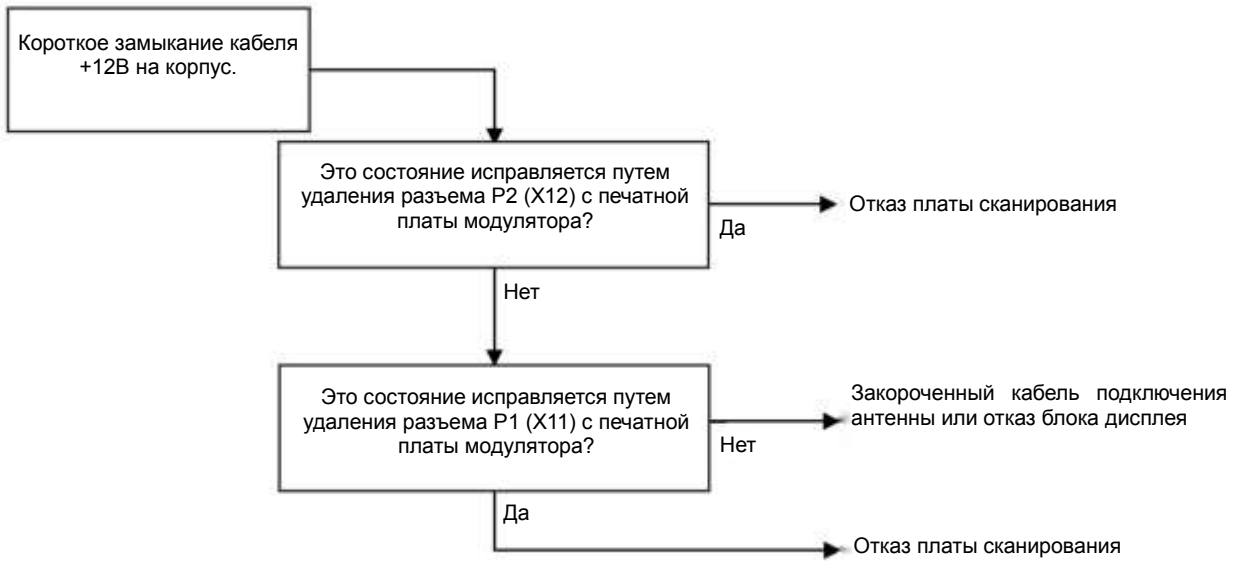 Короткое замыкание кабеля
+12В на корпус.
Это состояние исправляется путем
удаления разъема P2 (X12) с печатной
платы модулятора?
Да
Отказ платы сканирования
Нет
Это состояние исправляется путем
удаления разъема P1 (X11) с печатной
платы модулятора?
Нет
Закороченный кабель подключения
антенны или отказ блока дисплея
Да
Отказ платы сканирования